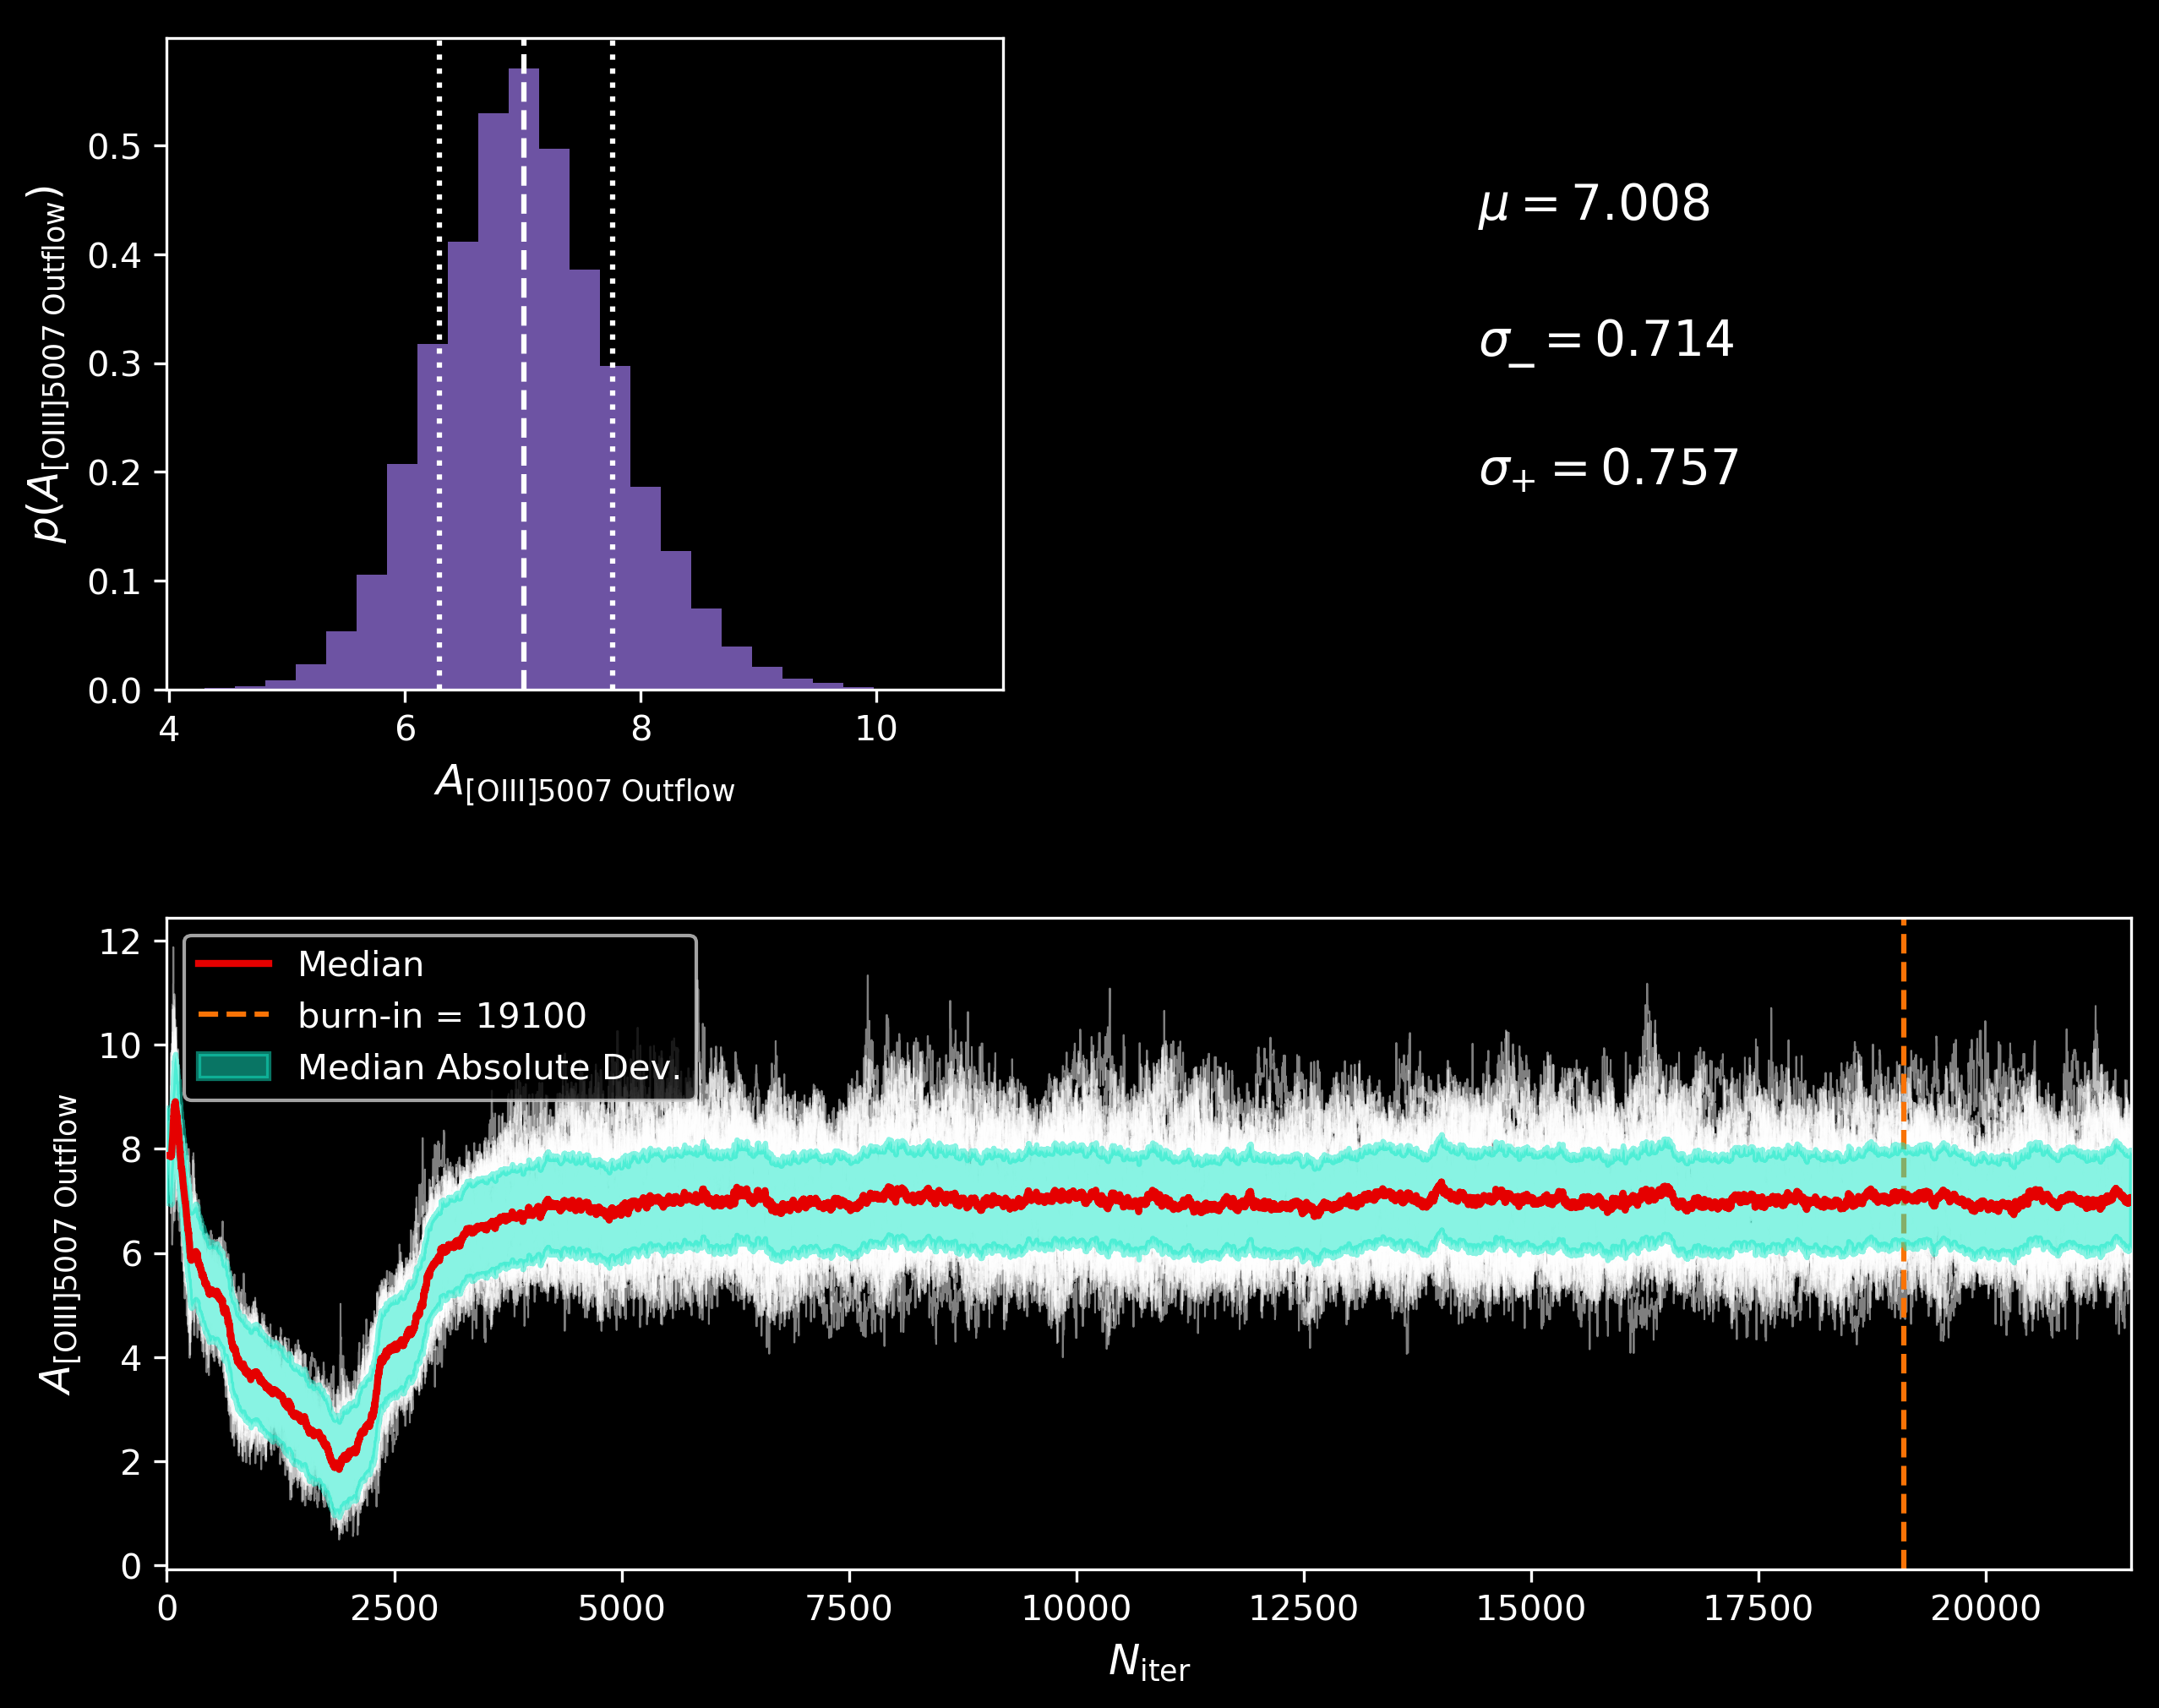 p(A[OIII]5007 Outflow)
0.5
0.4
0.3
0.2
0.1
0.0
4 6 8 10
A[OIII]5007 Outflow
μ = 7.008
σ− = 0.714
σ+ = 0.757
A[OIII]5007 Outflow
12
10
8
6
4
2
0
Median
burn-in = 19100
Median Absolute Dev.
0 2500 5000 7500 10000 12500 15000 17500 20000
Niter